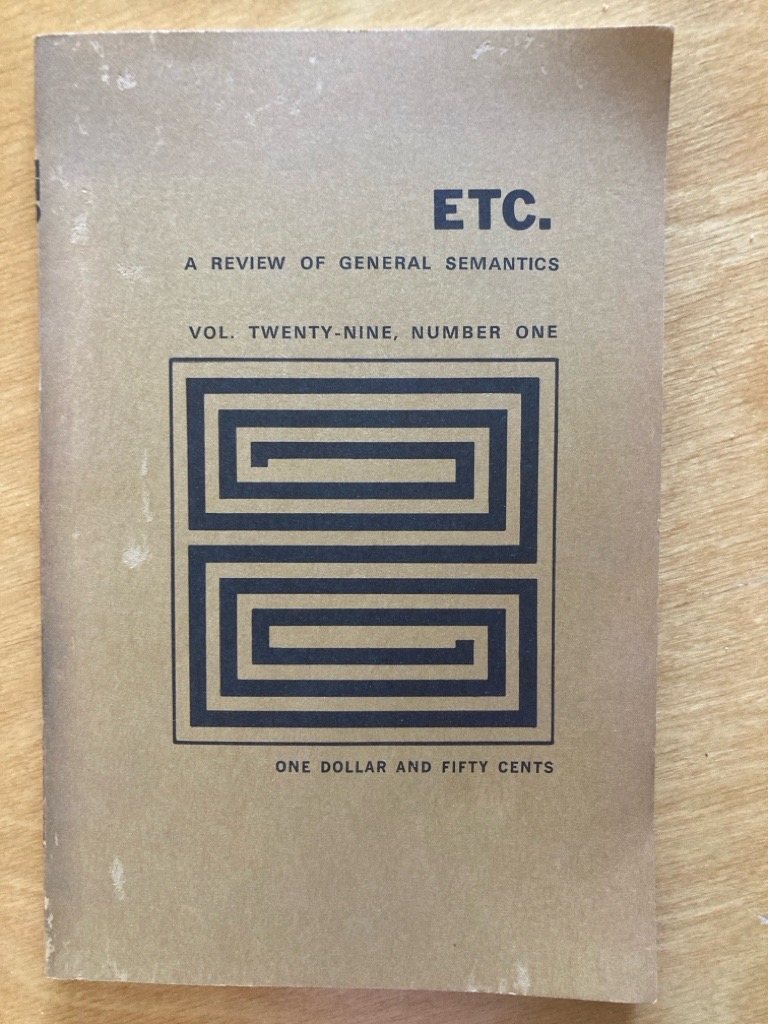 ETC.
A REVIEW OF GENERAL SEMANTICS
VOL. TWENTY-NINE, NUMBER ONE
ONE DOLLAR AND FIFTY CENTS